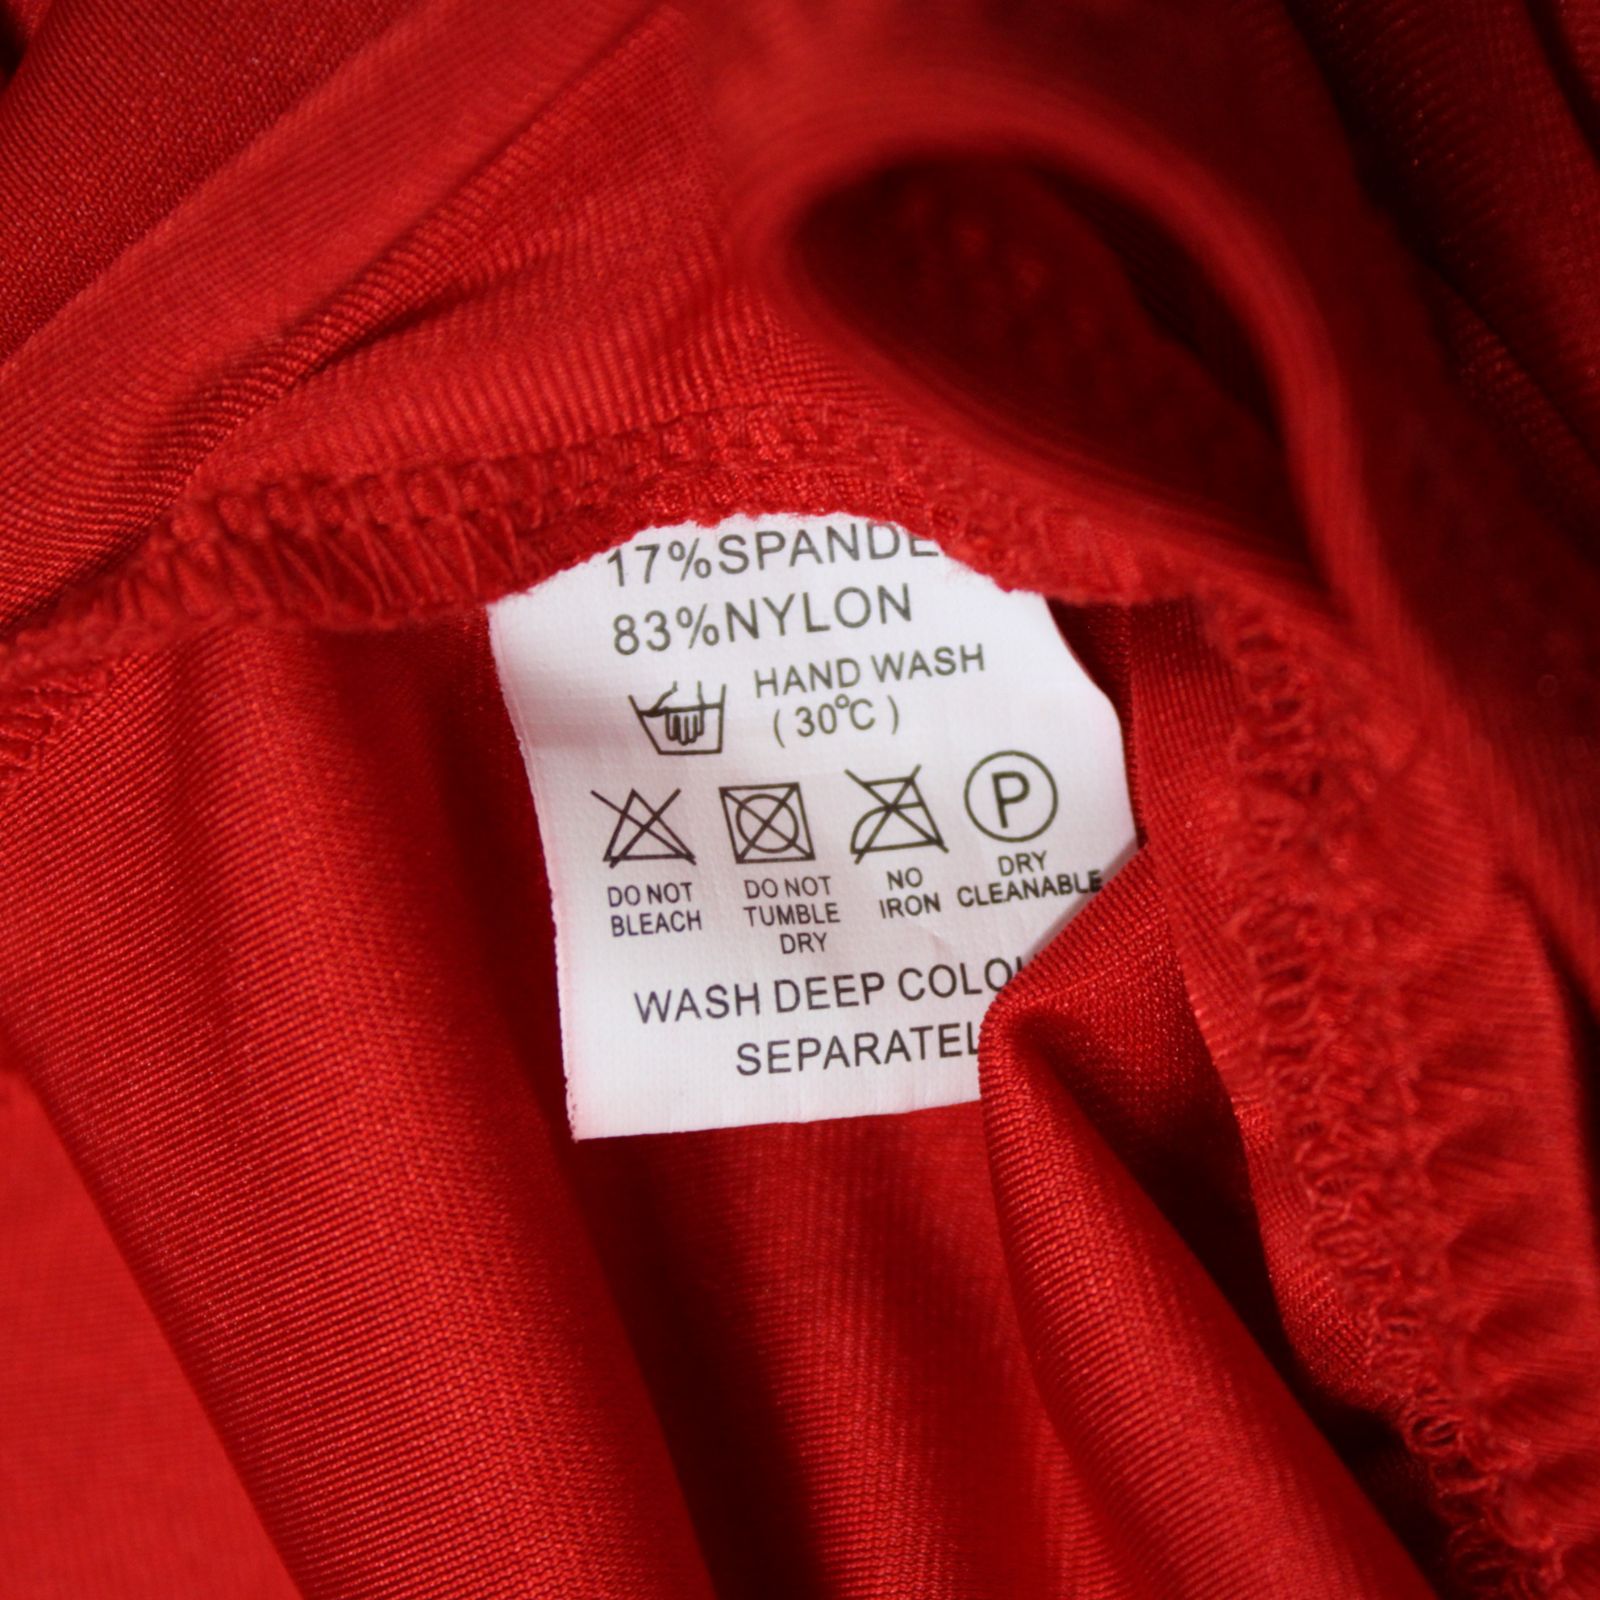 17%SPANDE
83%NYLON
HAND WASH
(30°C)
DO NOT BLEACH
DO NOT TUMBLE DRY
NO IRON
P
DRY CLEANABLE
WASH DEEP COLOU
SEPARATEL